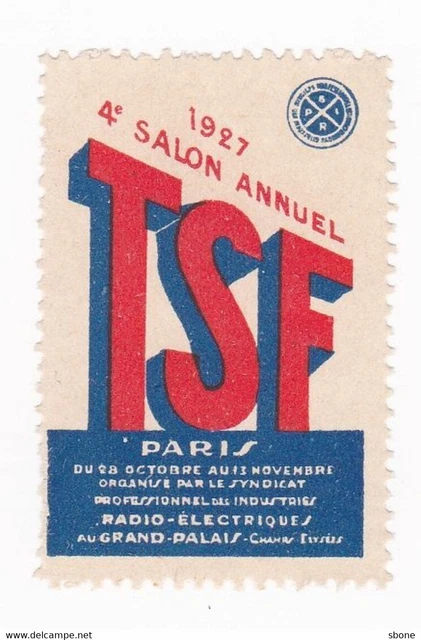 1927
4e SALON ANNUEL
S
P I
R
TSF
PARIS
DU 28 OCTOBRE AU 13 NOVEMBRE
ORGANISÉ PAR LE SYNDICAT
PROFESSIONNEL DES INDUSTRIES
RADIO-ÉLECTRIQUES
AU GRAND-PALAIS-CHAMPS ELYSÉES
www.delcampe.net
sbone